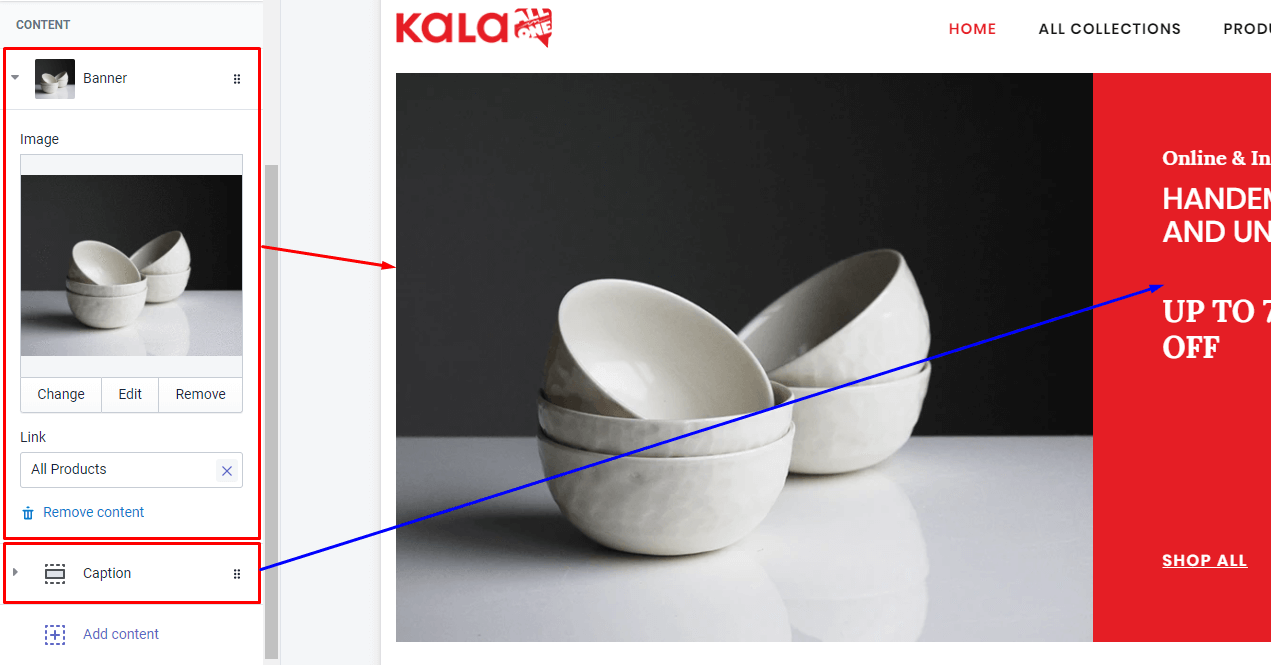 CONTENT
Banner
Image
Change
Edit
Remove
Link
All Products
Remove content
Caption
Add content
KaLa ALL
ONE
HOME
ALL COLLECTIONS
PRODU
Online & In
HANDEM
AND UN
UP TO 7
OFF
SHOP ALL